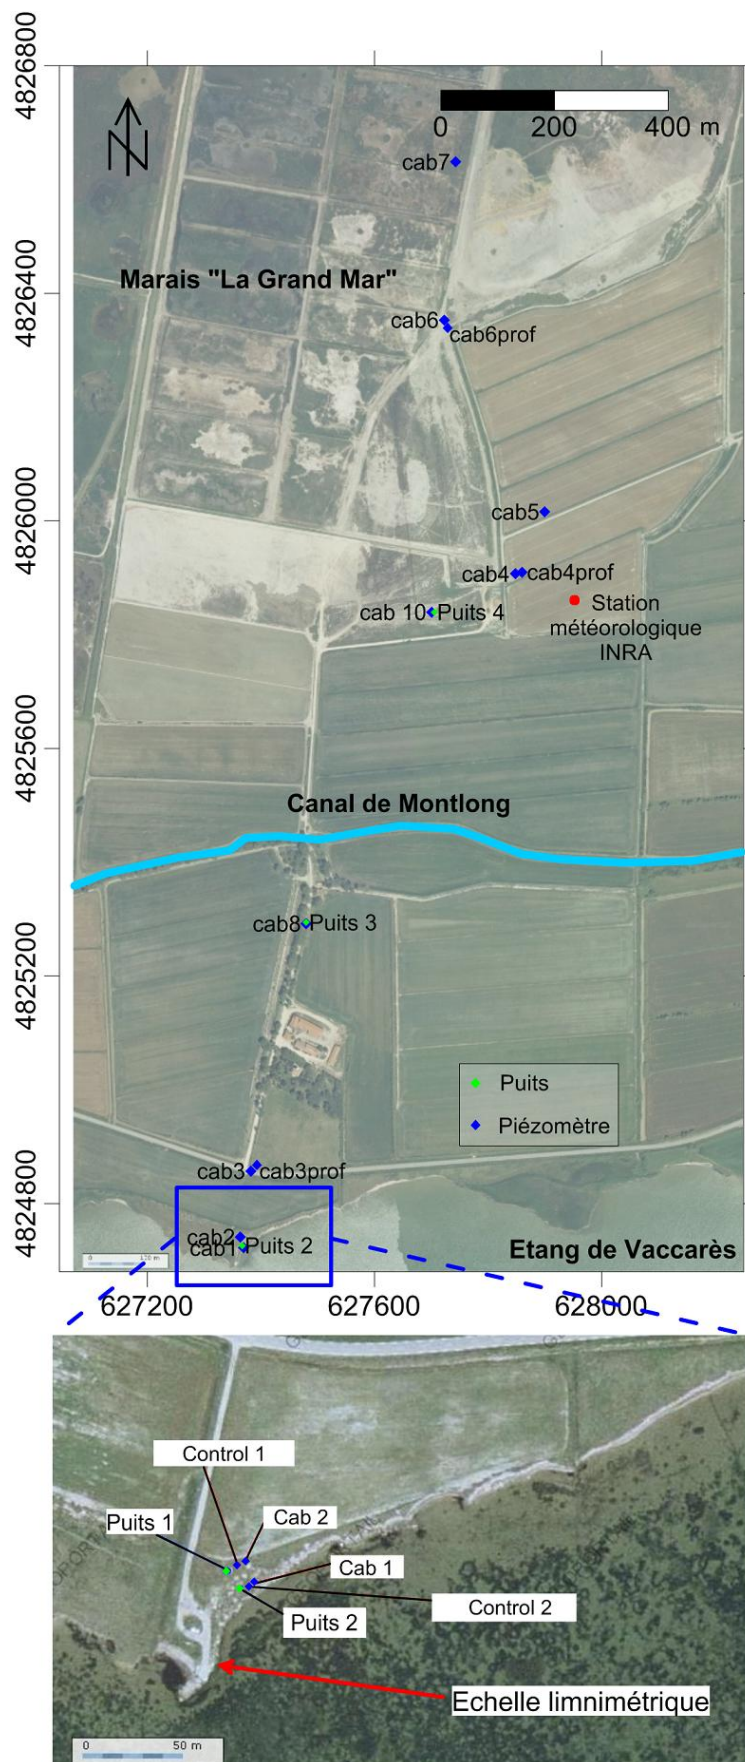 4826800
0 200 400 m
N
cab7
Marais "La Grand Mar"
4826400
cab6
cab6prof
4826000
cab5
cab4 cab4prof
cab 10 Puits 4
Station
météorologique
INRA
4825600
Canal de Montlong
cab8 Puits 3
4825200
Puits
Piézomètre
cab3 cab3prof
4824800
cab2
cab1 Puits 2
Etang de Vaccarès
0
627200 627600 628000
Control 1
Puits 1
Cab 2
Cab 1
Puits 2
Control 2
Echelle limnimétrique
0 50 m